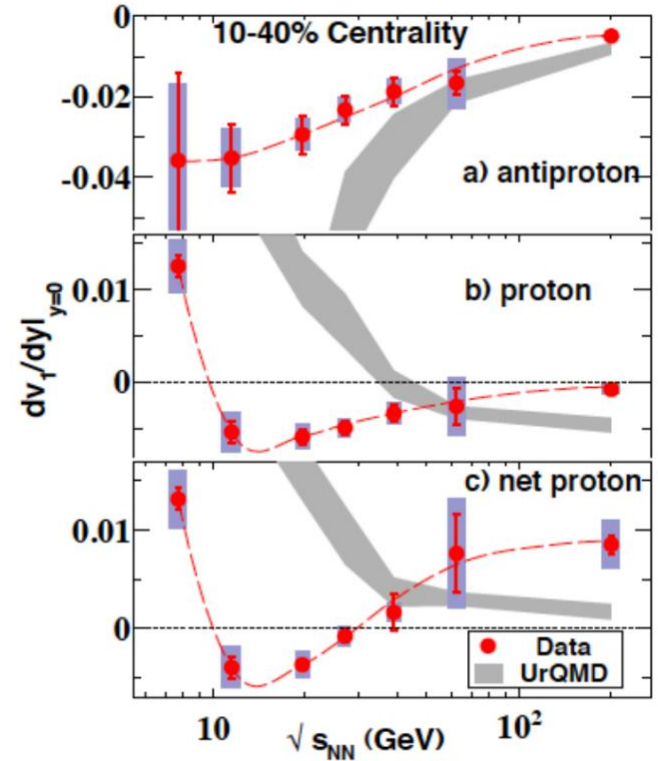 0
10-40% Centrality
-0.02
-0.04
a) antiproton
b) proton
0.01
0
dv₁/dy|y=0
c) net proton
0.01
0
Data
UrQMD
10
10²
√ sNN (GeV)